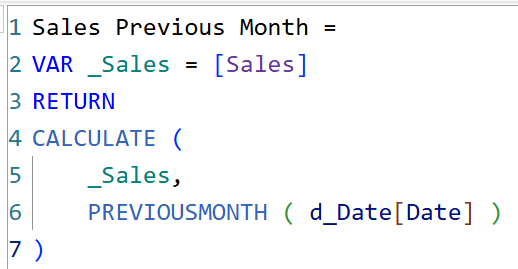 1 Sales Previous Month =
2 VAR _Sales = [Sales]
3 RETURN
4 CALCULATE (
5     _Sales,
6     PREVIOUSMONTH ( d_Date[Date] )
7 )